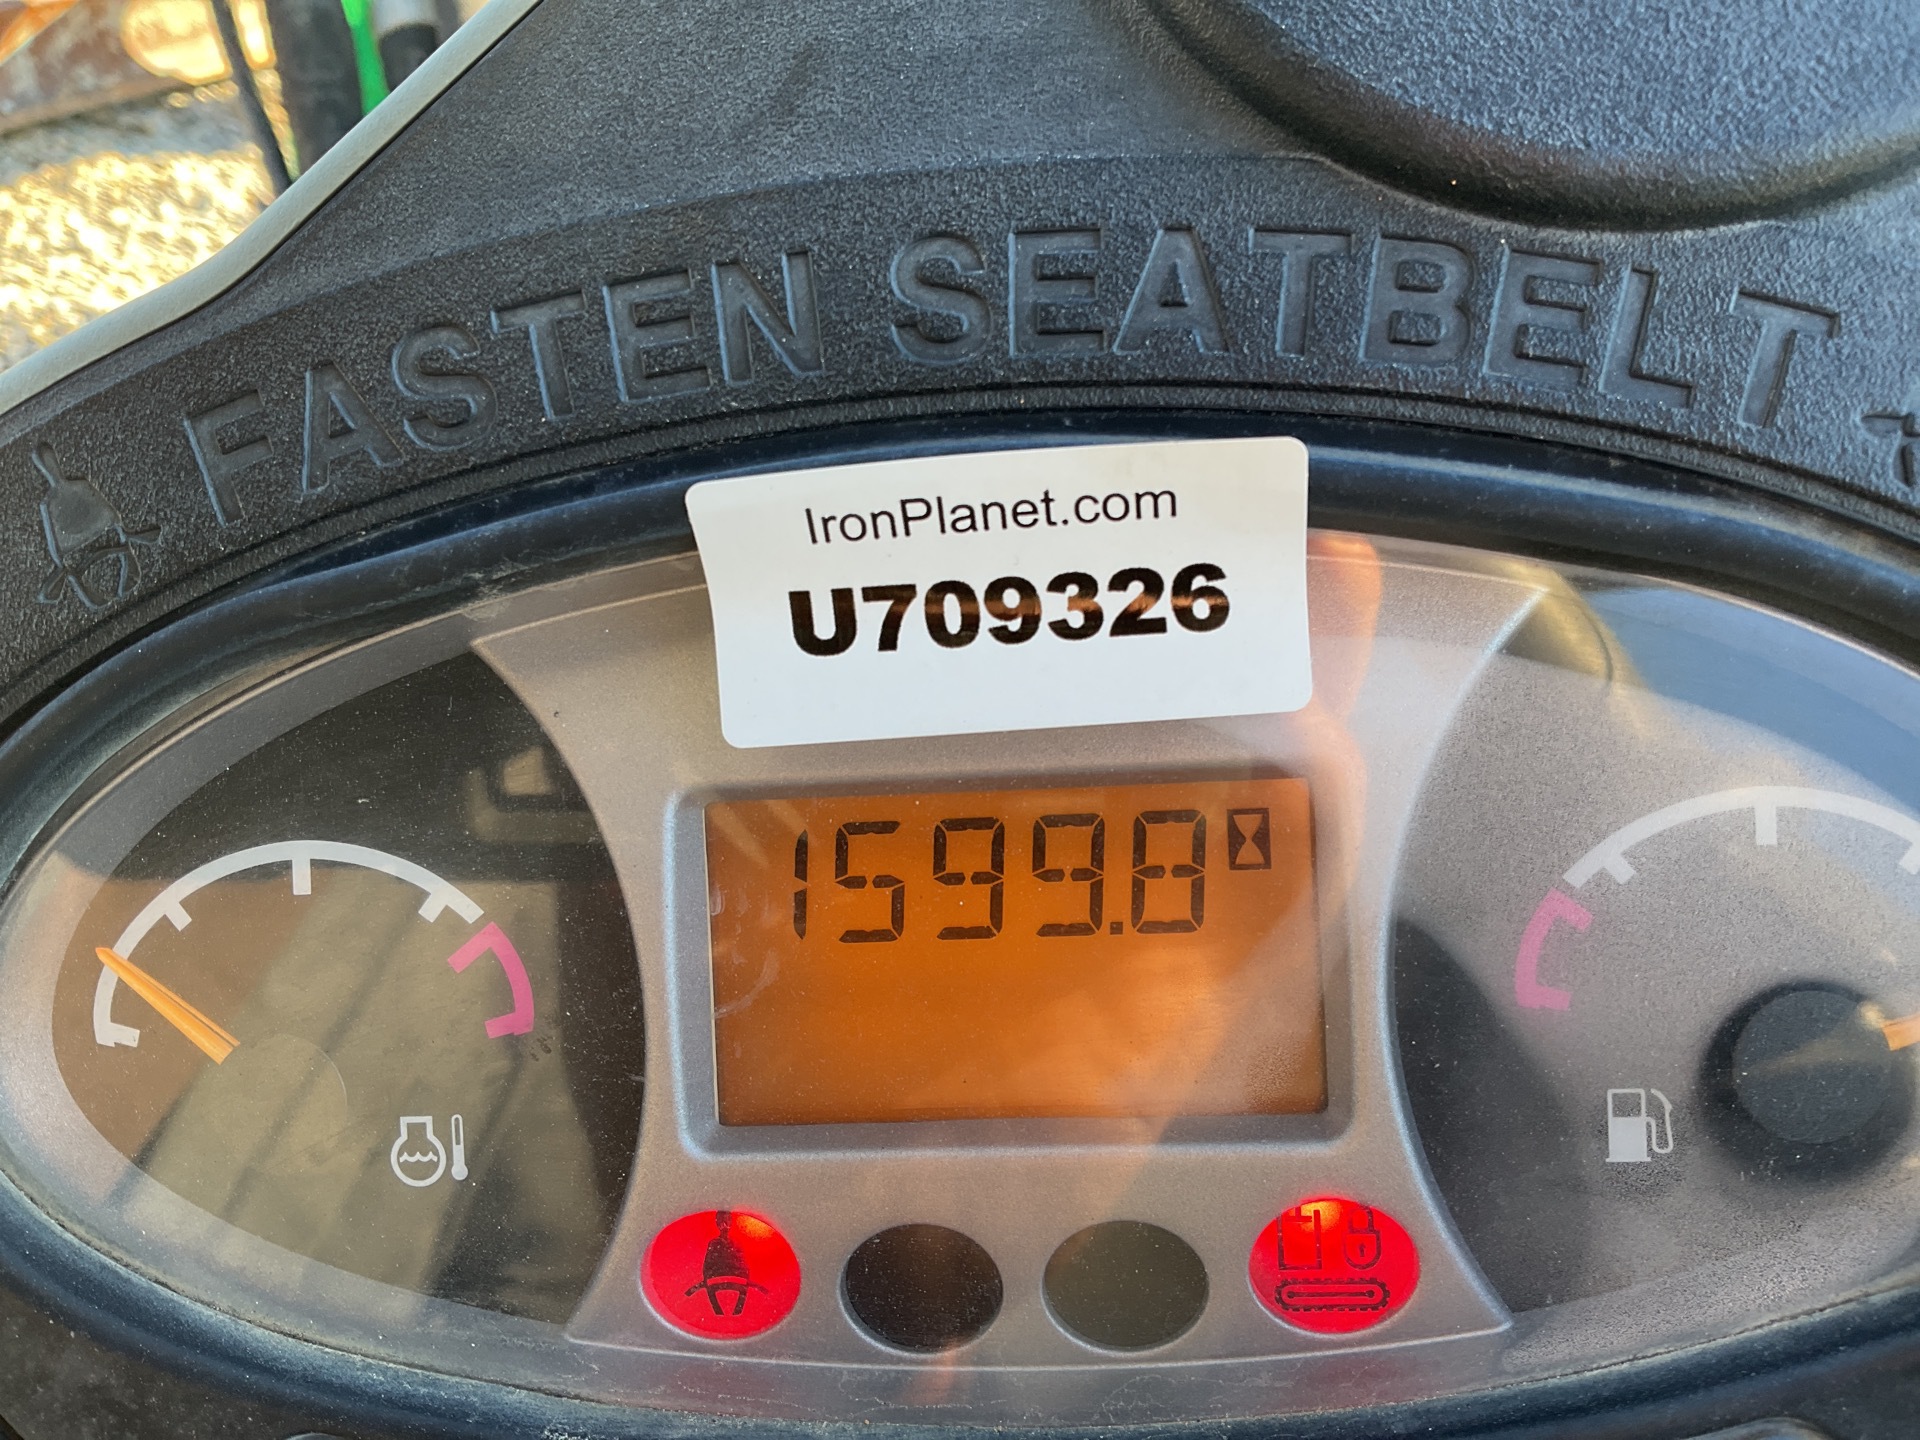 FASTEN SEATBELT
IronPlanet.com
U709326
1599.8